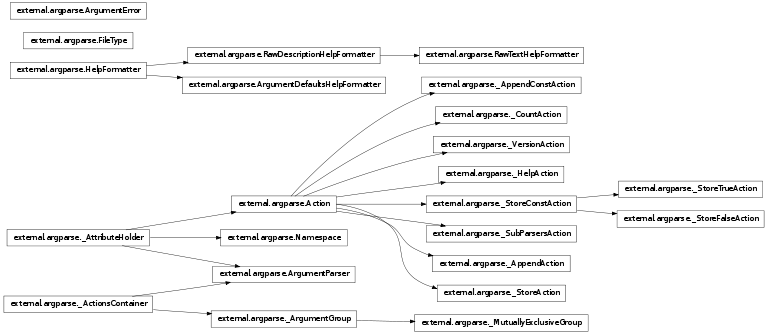 external.argparse.ArgumentError
external.argparse.FileType
external.argparse.RawDescriptionHelpFormatter
external.argparse.RawTextHelpFormatter
external.argparse.HelpFormatter
external.argparse.ArgumentDefaultsHelpFormatter
external.argparse._AppendConstAction
external.argparse._CountAction
external.argparse._VersionAction
external.argparse._HelpAction
external.argparse._StoreTrueAction
external.argparse.Action
external.argparse._StoreConstAction
external.argparse._StoreFalseAction
external.argparse._SubParsersAction
external.argparse._AttributeHolder
external.argparse.Namespace
external.argparse._AppendAction
external.argparse.ArgumentParser
external.argparse._StoreAction
external.argparse._ActionsContainer
external.argparse._ArgumentGroup
external.argparse._MutuallyExclusiveGroup